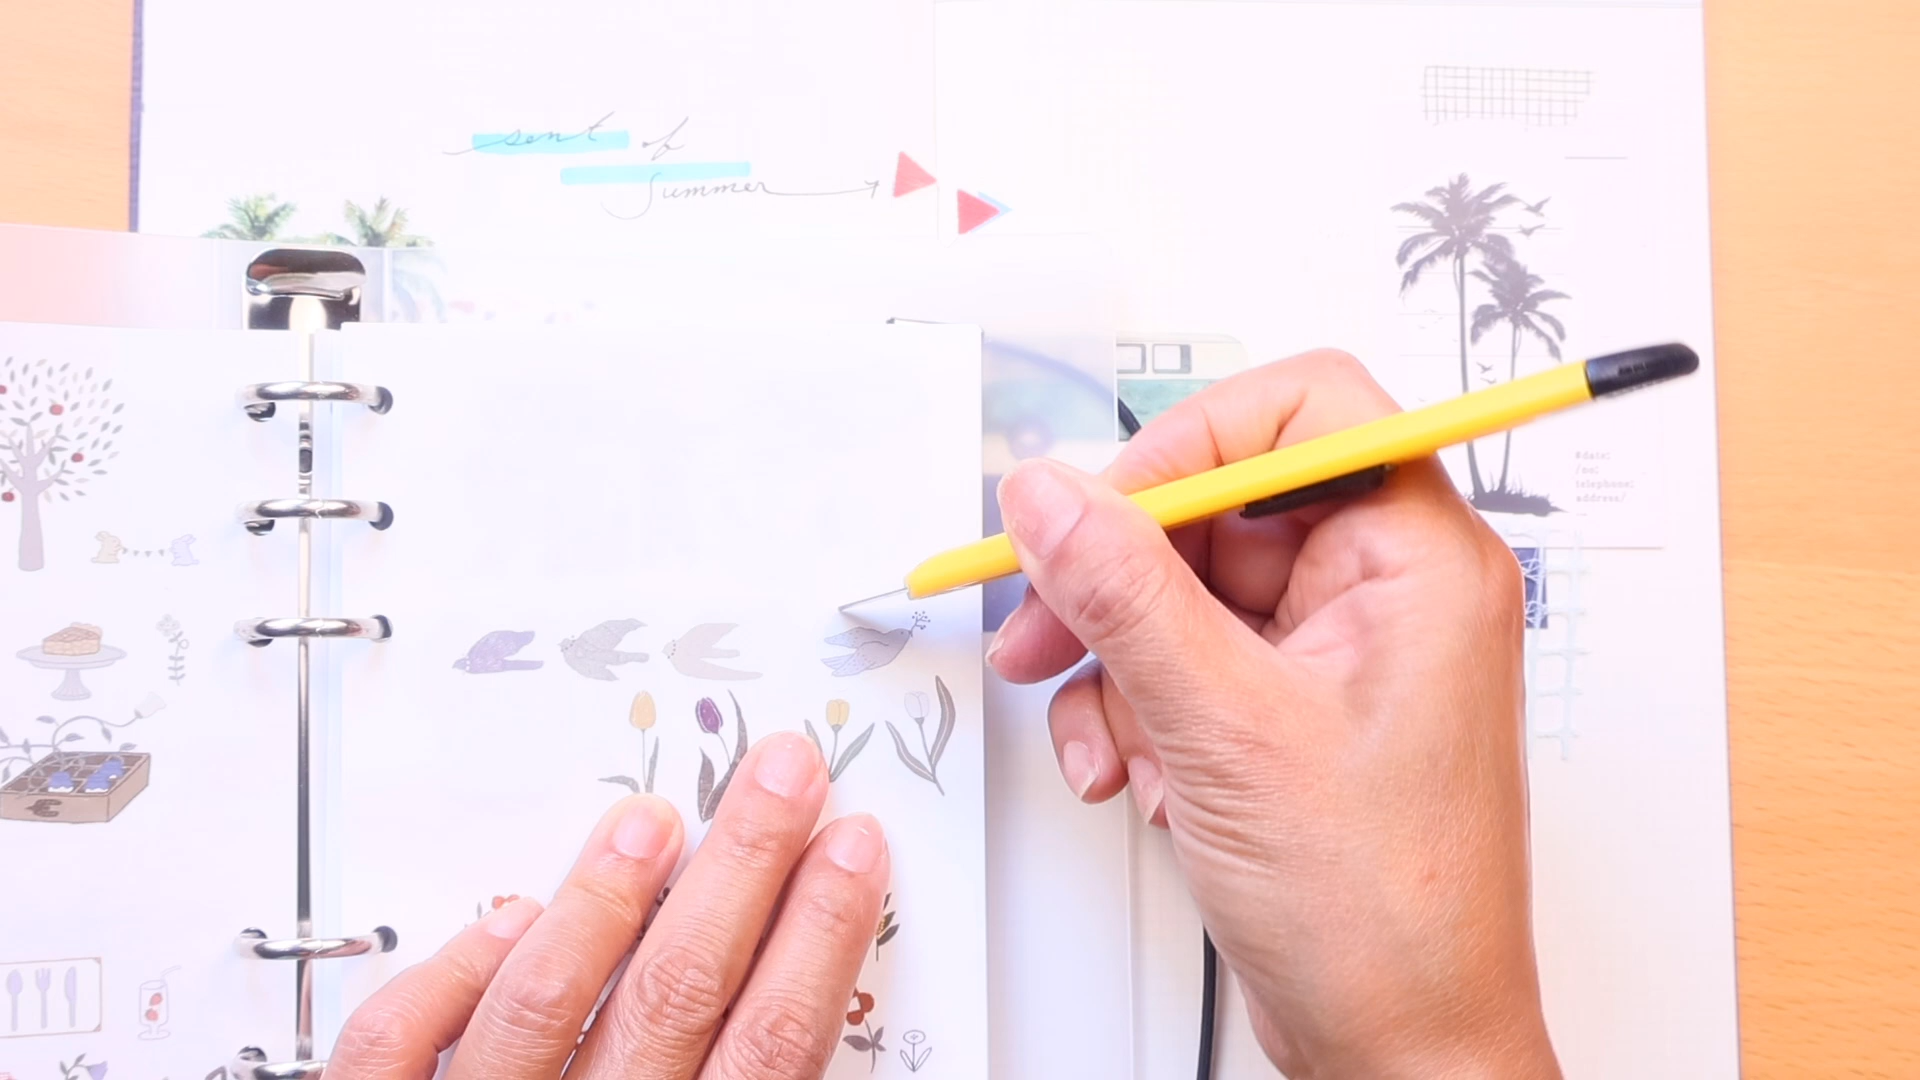 sent of
Summer
#date:
/no:
telephone:
address/